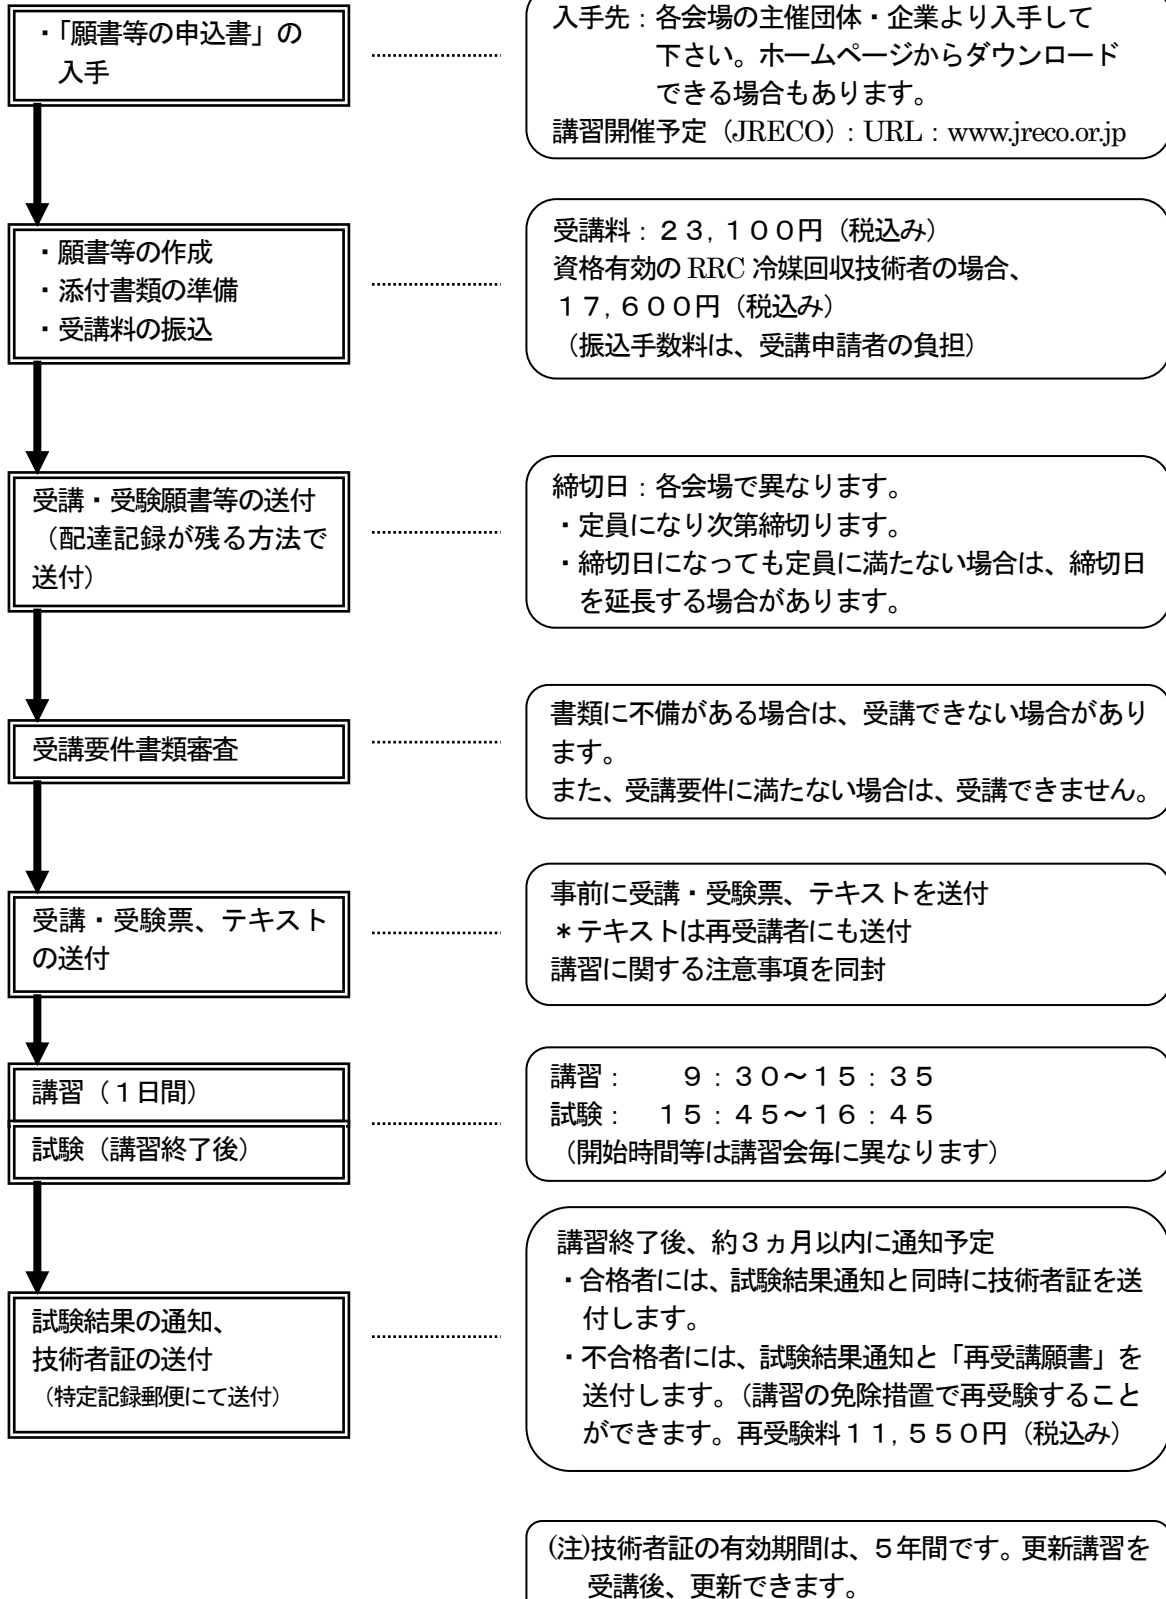 ・「願書等の申込書」の
入手
入手先：各会場の主催団体・企業より入手して
下さい。ホームページからダウンロード
できる場合もあります。
講習開催予定（JRECO）：URL：www.jreco.or.jp
・願書等の作成
・添付書類の準備
・受講料の振込
受講料：２３,１００円（税込み）
資格有効の RRC 冷媒回収技術者の場合、
１７,６００円（税込み）
（振込手数料は、受講申請者の負担）
受講・受験願書等の送付
（配達記録が残る方法で
送付）
締切日：各会場で異なります。
・定員になり次第締切ります。
・締切日になっても定員に満たない場合は、締切日
を延長する場合があります。
受講要件書類審査
書類に不備がある場合は、受講できない場合があり
ます。
また、受講要件に満たない場合は、受講できません。
受講・受験票、テキスト
の送付
事前に受講・受験票、テキストを送付
＊テキストは再受講者にも送付
講習に関する注意事項を同封
講習（１日間）
試験（講習終了後）
講習：　　９：３０～１５：３５
試験：　１５：４５～１６：４５
（開始時間等は講習会毎に異なります）
試験結果の通知、
技術者証の送付
（特定記録郵便にて送付）
講習終了後、約３ヵ月以内に通知予定
・合格者には、試験結果通知と同時に技術者証を送
付します。
・不合格者には、試験結果通知と「再受講願書」を
送付します。（講習の免除措置で再受験すること
ができます。再受験料１１,５５０円（税込み）
(注)技術者証の有効期間は、５年間です。更新講習を
受講後、更新できます。